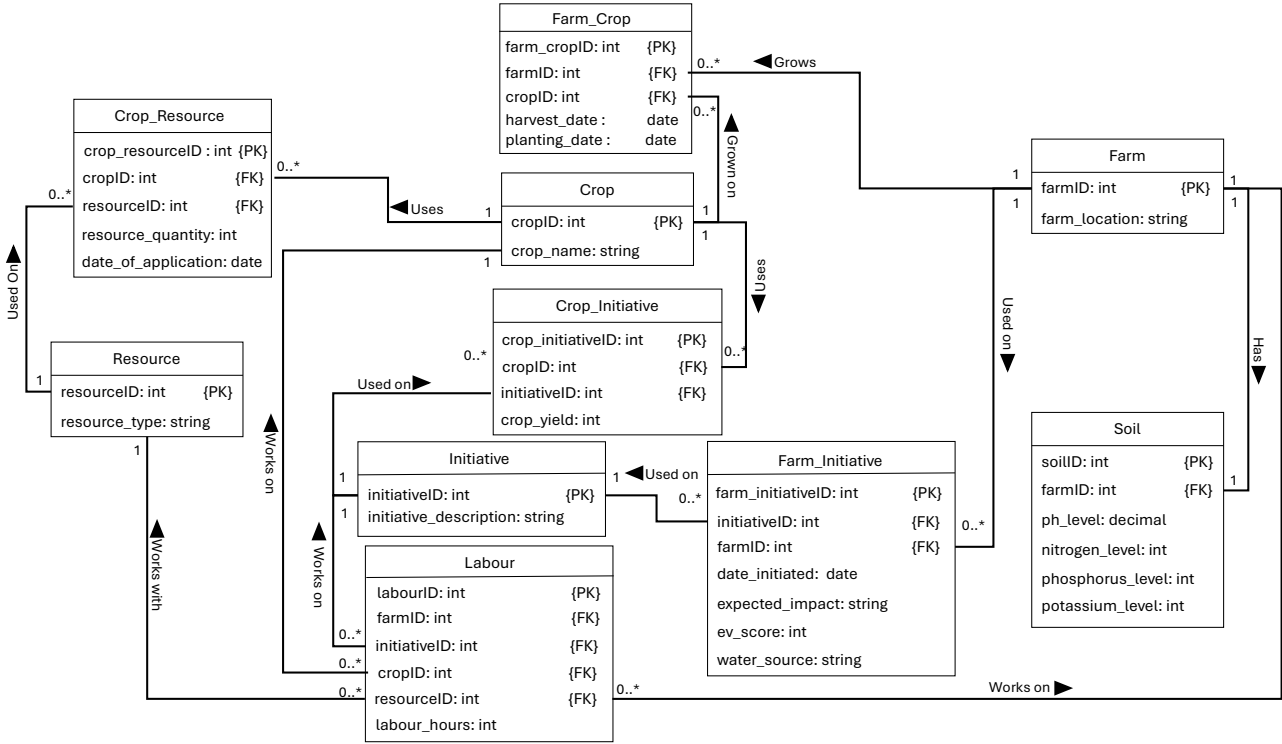 Farm_Crop
farm_cropID: int {PK}
farmID: int {FK}
cropID: int {FK}
harvest_date : date
planting_date : date
0..*
Grows
0..*
Grown on
Crop_Resource
crop_resourceID : int {PK}
cropID: int {FK}
resourceID: int {FK}
resource_quantity: int
date_of_application: date
0..*
0..*
Uses
Used On
Crop
cropID: int {PK}
crop_name: string
1
1
1
1
Uses
Farm
farmID: int {PK}
farm_location: string
1
1
1
1
Used on
Has
Crop_Initiative
crop_initiativeID: int {PK}
cropID: int {FK}
initiativeID: int {FK}
crop_yield: int
0..*
0..*
Used on
Resource
resourceID: int {PK}
resource_type: string
1
1
Works with
Works on
Initiative
initiativeID: int {PK}
initiative_description: string
1
1
1
Used on
0..*
Works on
Farm_Initiative
farm_initiativeID: int {PK}
initiativeID: int {FK}
farmID: int {FK}
date_initiated: date
expected_impact: string
ev_score: int
water_source: string
0..*
Soil
soilID: int {PK}
farmID: int {FK}
ph_level: decimal
nitrogen_level: int
phosphorus_level: int
potassium_level: int
1
Labour
labourID: int {PK}
farmID: int {FK}
initiativeID: int {FK}
cropID: int {FK}
resourceID: int {FK}
labour_hours: int
0..*
0..*
0..*
0..*
Works on